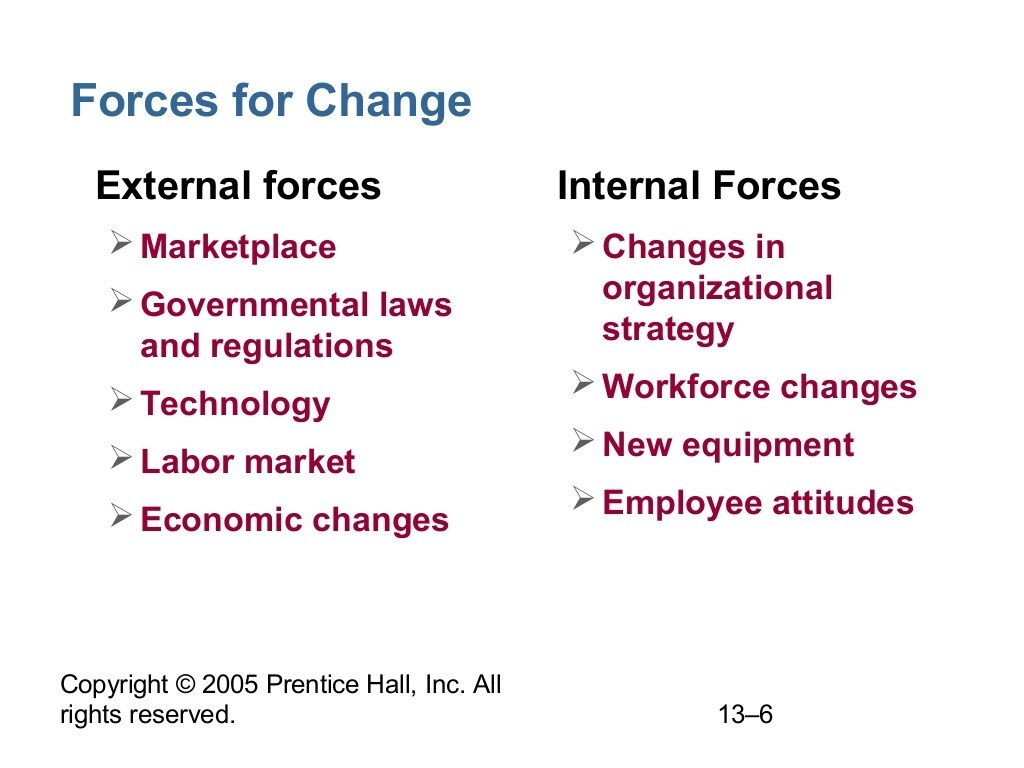 Forces for Change
External forces
Marketplace
Governmental laws
and regulations
Technology
Labor market
Economic changes
Internal Forces
Changes in
organizational
strategy
Workforce changes
New equipment
Employee attitudes
Copyright © 2005 Prentice Hall, Inc. All
rights reserved.
13–6